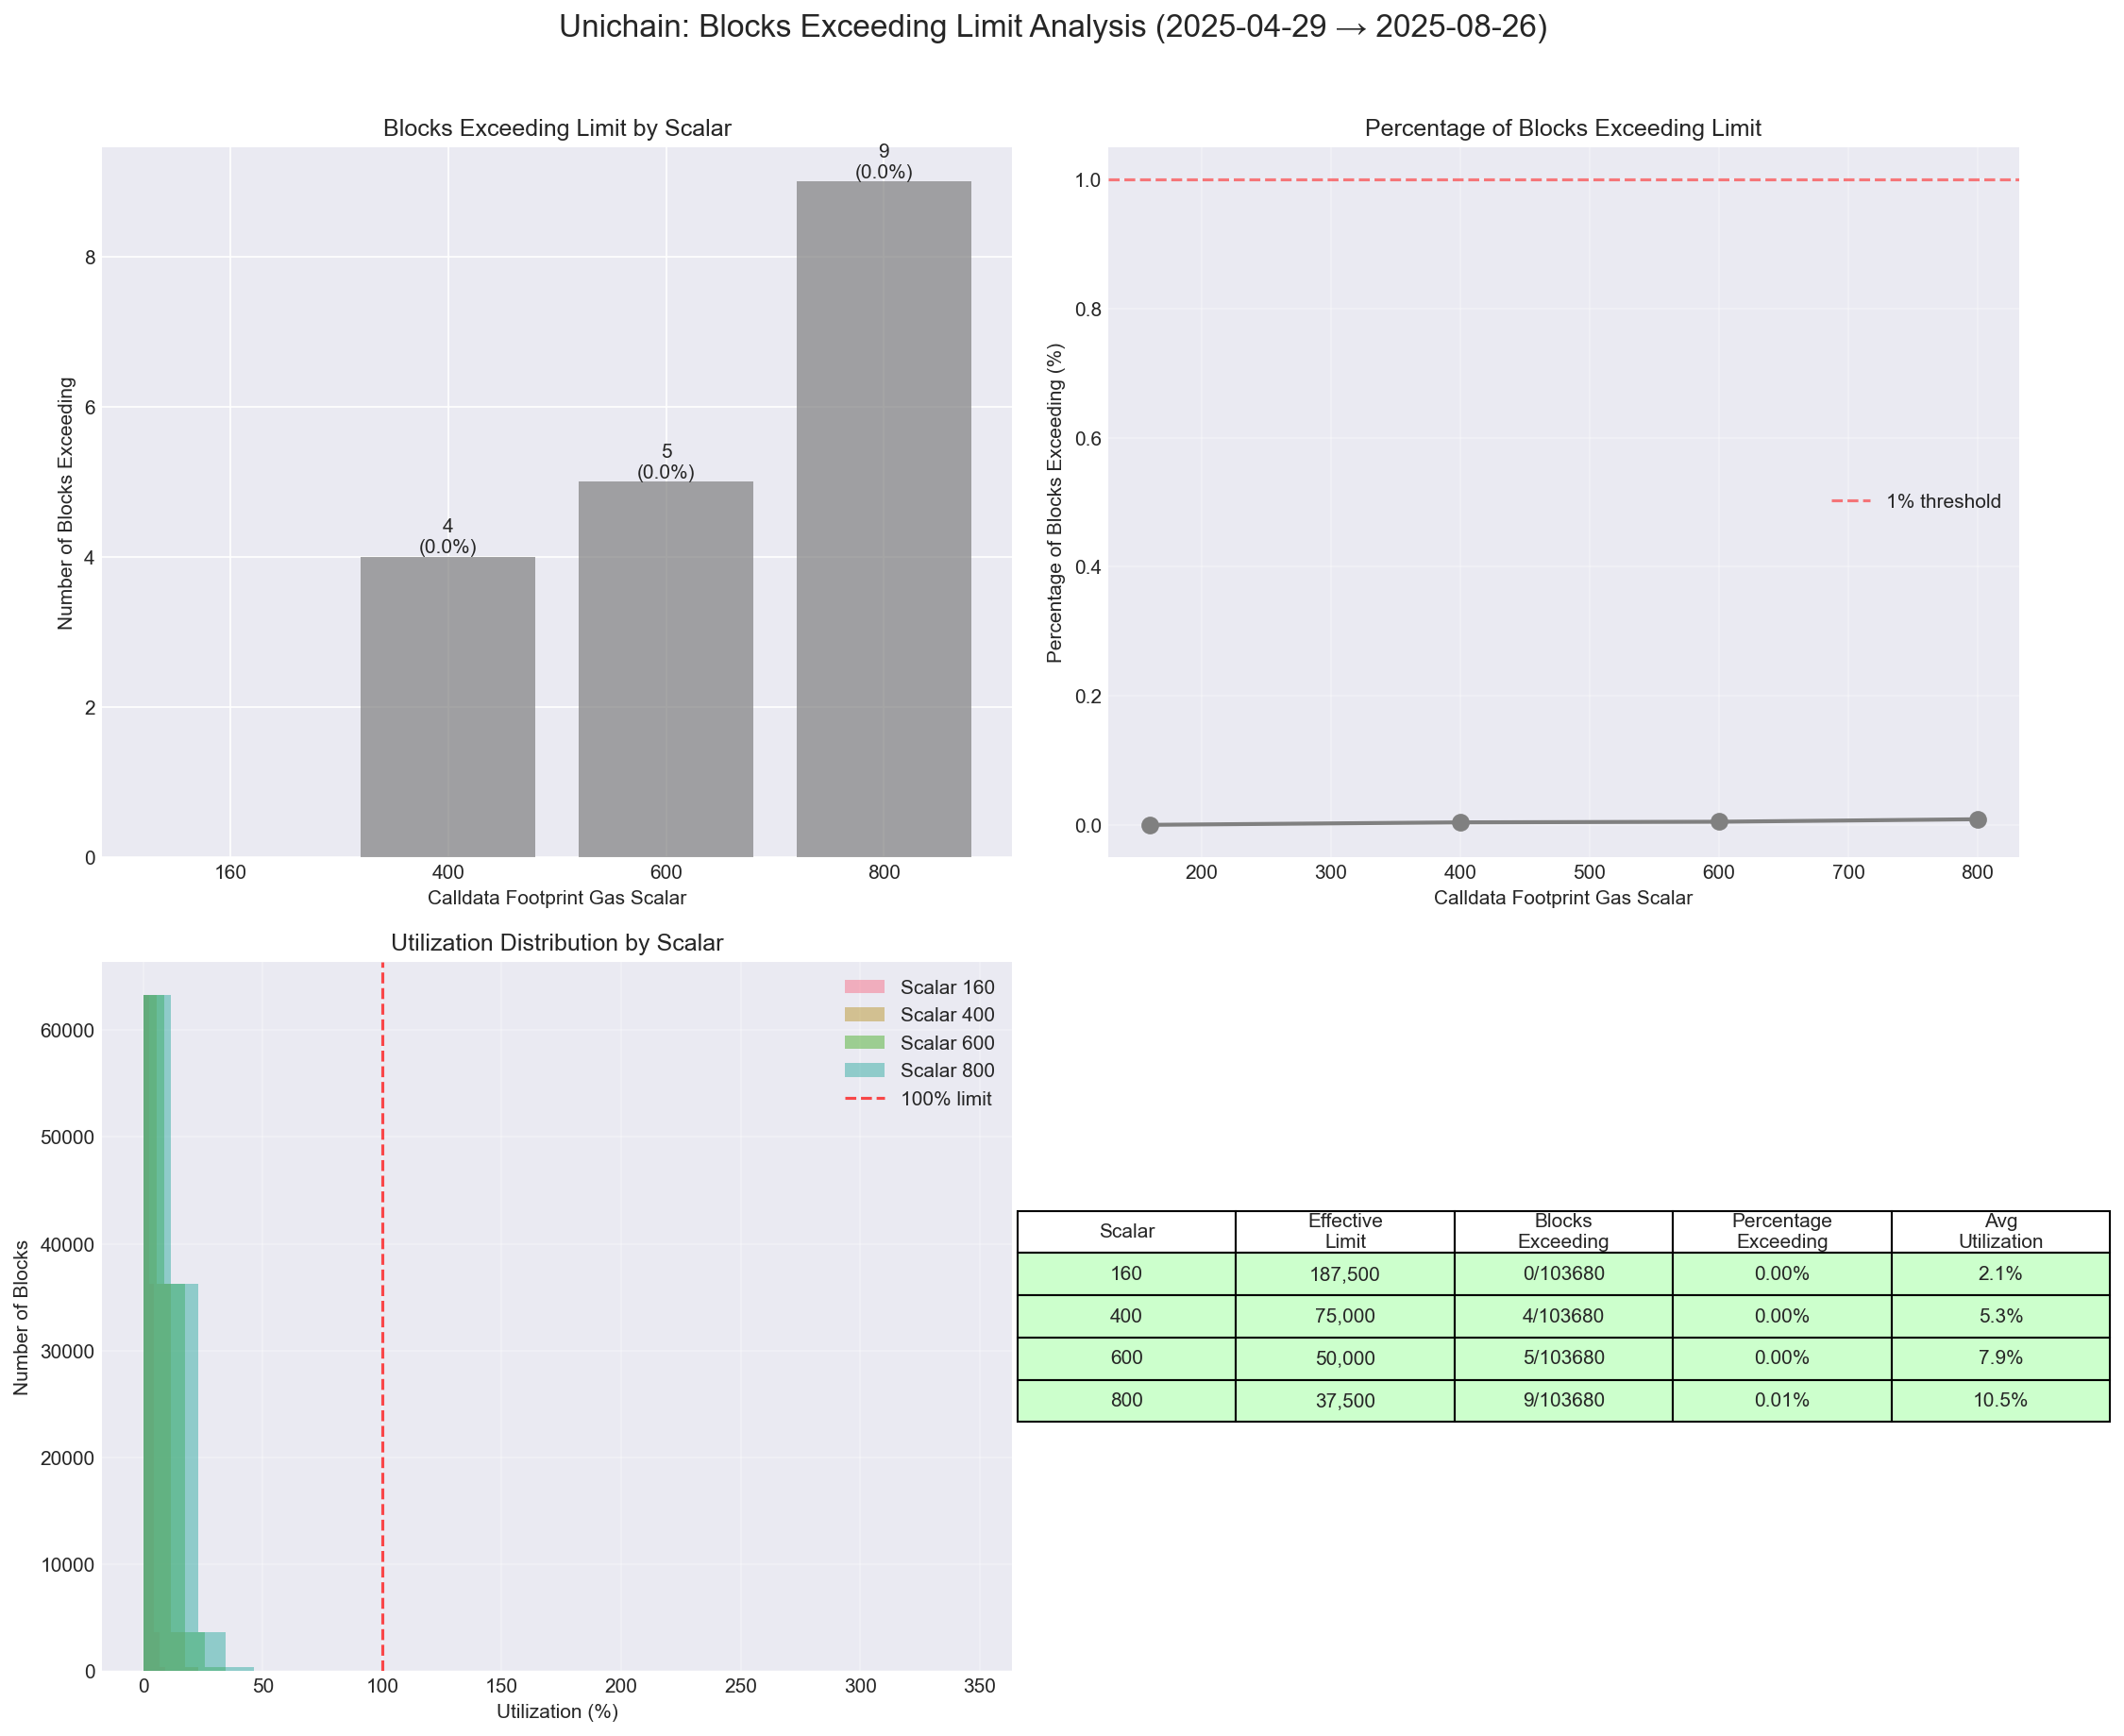 Unichain: Blocks Exceeding Limit Analysis (2025-04-29 → 2025-08-26)
Blocks Exceeding Limit by Scalar
Number of Blocks Exceeding
8
6
4
2
0
9
(0.0%)
5
(0.0%)
4
(0.0%)
160
400
600
800
Calldata Footprint Gas Scalar
Percentage of Blocks Exceeding Limit
Percentage of Blocks Exceeding (%)
1.0
0.8
0.6
0.4
0.2
0.0
1% threshold
200
300
400
500
600
700
800
Calldata Footprint Gas Scalar
Utilization Distribution by Scalar
Number of Blocks
60000
50000
40000
30000
20000
10000
0
Scalar 160
Scalar 400
Scalar 600
Scalar 800
100% limit
0
50
100
150
200
250
300
350
Utilization (%)
Scalar
Effective
Limit
Blocks
Exceeding
Percentage
Exceeding
Avg
Utilization
160 187,500 0/103680 0.00% 2.1%
400 75,000 4/103680 0.00% 5.3%
600 50,000 5/103680 0.00% 7.9%
800 37,500 9/103680 0.01% 10.5%